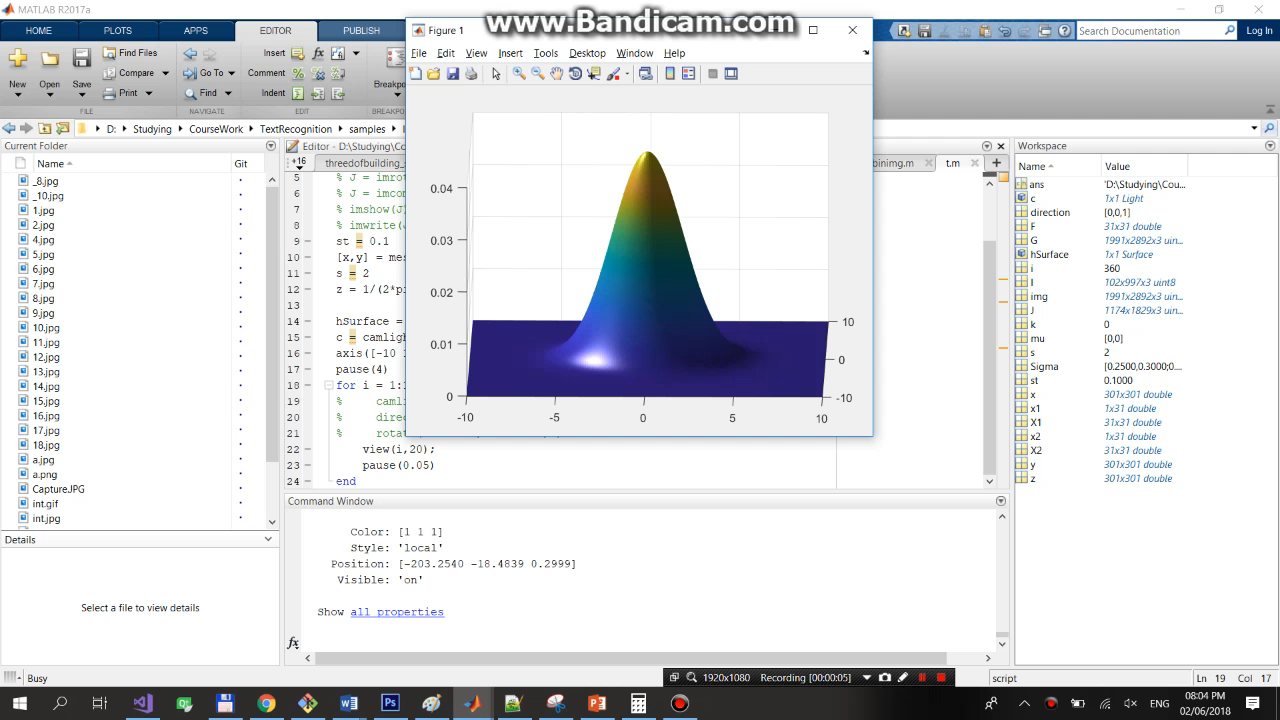 www.Bandicam.com
MATLAB R2017a
Figure 1
HOME PLOTS APPS EDITOR PUBLISH
Search Documentation Log In
File Edit View Insert Tools Desktop Window Help
New Open Save Find Files Compare Print
Go To Find
Insert Comment Indent
Breakpo
FILE NAVIGATE EDIT BREAKP
D: Studying CourseWork TextRecognition samples
Current Folder
Name Git
_8.jpg
_10.jpg
1.jpg
2.jpg
4.jpg
5.jpg
6.jpg
7.jpg
8.jpg
9.jpg
10.jpg
11.jpg
12.jpg
13.jpg
14.jpg
15.jpg
16.jpg
17.jpg
18.jpg
a.jpg
a.png
CaptureJPG
int.gif
int.jpg
Details
Select a file to view details
Editor - D:\Studying\Co
+16 threedofbuilding_ binimg.m t.m
5 % J = imro
6 % J = imco
7 % imshow(J
8 % imwrite(
9 st = 0.1
10 [x,y] = mes
11 s = 2
12 z = 1/(2*p
13
14 hSurface =
15 c = camligh
16 axis([-10 1
17 pause(4)
18 for i = 1:
19 % caml
20 % direc
21 % rotat
22 view(i,20);
23 pause(0.05)
24 end
0.04
0.03
0.02
0.01
0
-10 -5 0 5 10
10
0
-10
Command Window
Color: [1 1 1]
Style: 'local'
Position: [-203.2540 -18.4839 0.2999]
Visible: 'on'
Show all properties
fx
Workspace
Name Value
ans 'D:\Studying\Cou...
c 1x1 Light
direction [0,0,1]
F 31x31 double
G 1991x2892x3 uin...
hSurface 1x1 Surface
i 360
I 102x997x3 uint8
img 1991x2892x3 uin...
J 1174x1829x3 uin...
k 0
mu [0,0]
s 2
Sigma [0.2500,0.3000;0....
st 0.1000
x 301x301 double
x1 1x31 double
X1 31x31 double
x2 1x31 double
X2 31x31 double
y 301x301 double
z 301x301 double
Busy
1920x1080 Recording [00:00:05]
script Ln 19 Col 17
08:04 PM
02/06/2018